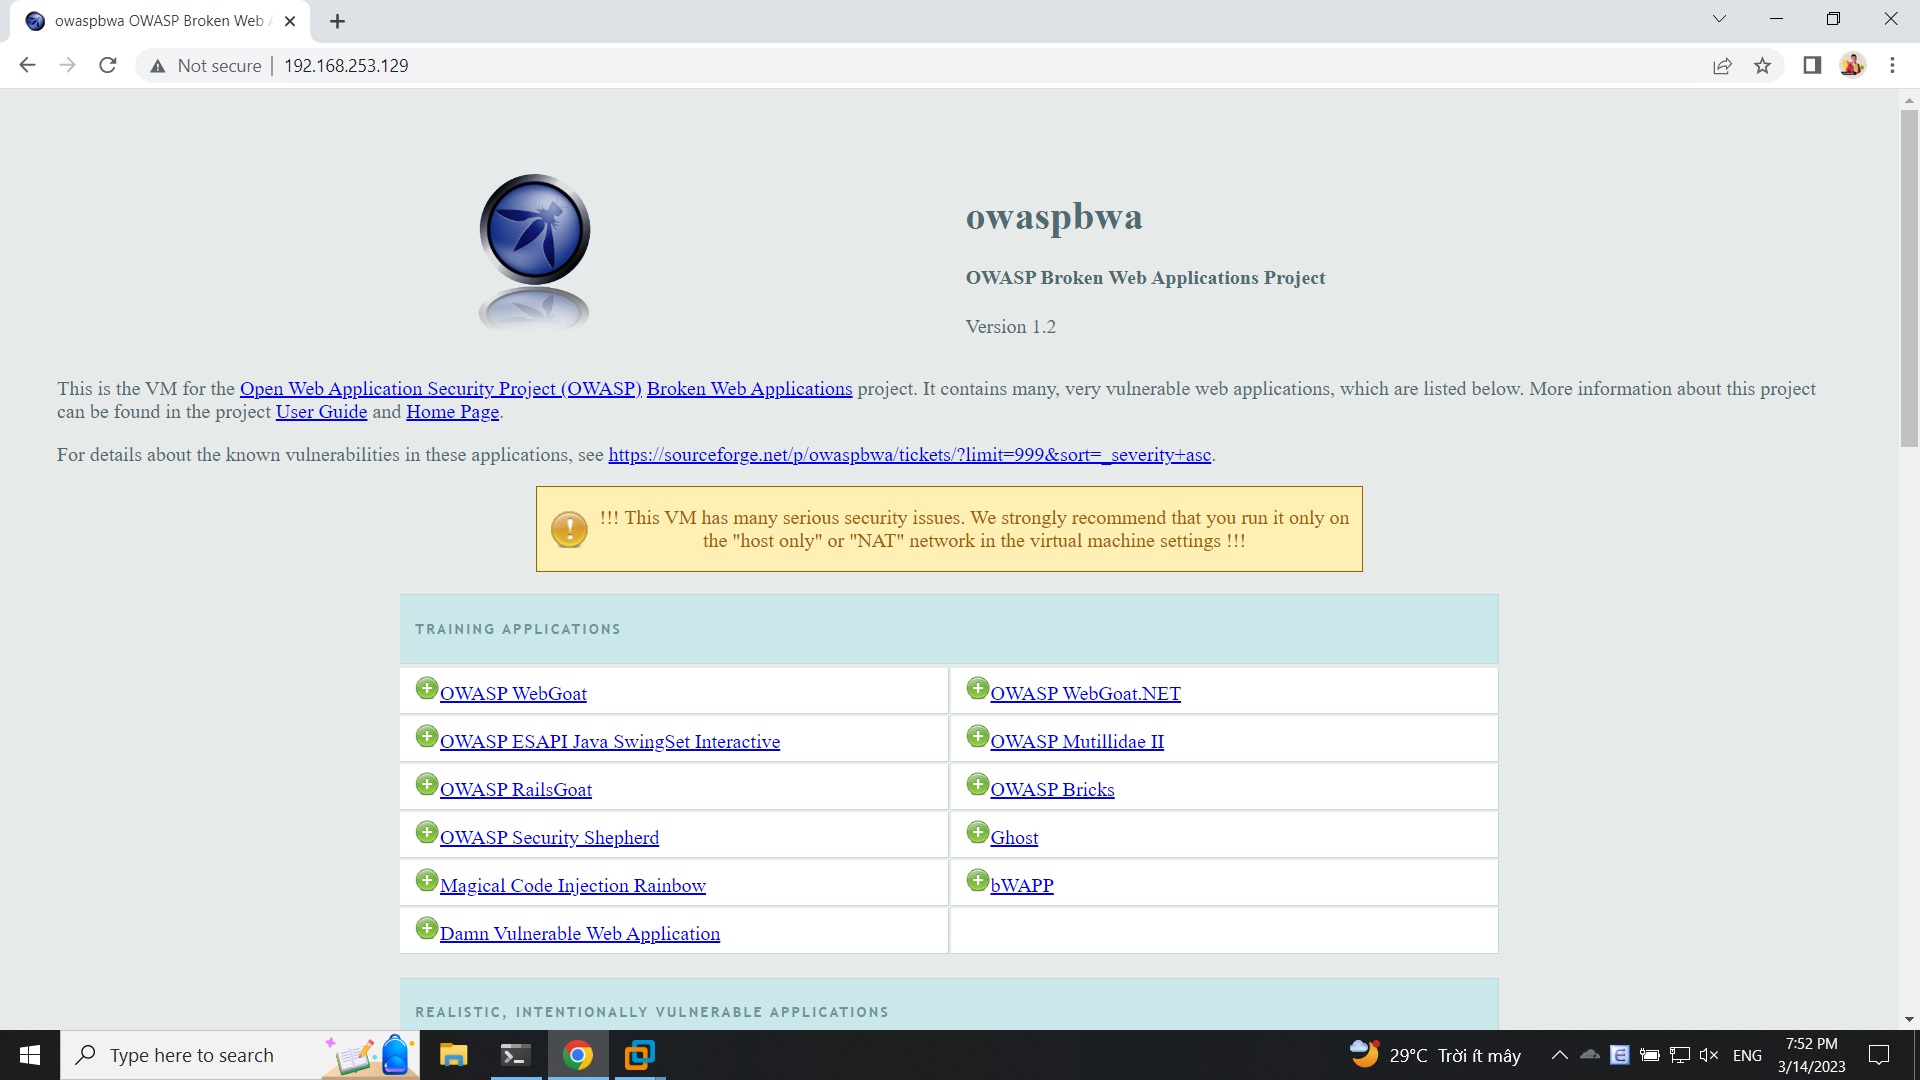 owaspbwa OWASP Broken Web
Not secure | 192.168.253.129
owaspbwa
OWASP Broken Web Applications Project
Version 1.2
This is the VM for the Open Web Application Security Project (OWASP) Broken Web Applications project. It contains many, very vulnerable web applications, which are listed below. More information about this project
can be found in the project User Guide and Home Page.
For details about the known vulnerabilities in these applications, see https://sourceforge.net/p/owaspbwa/tickets/?limit=999&sort=_severity+asc.
!!! This VM has many serious security issues. We strongly recommend that you run it only on
the "host only" or "NAT" network in the virtual machine settings !!!
TRAINING APPLICATIONS
OWASP WebGoat
OWASP WebGoat.NET
OWASP ESAPI Java SwingSet Interactive
OWASP Mutillidae II
OWASP RailsGoat
OWASP Bricks
OWASP Security Shepherd
Ghost
Magical Code Injection Rainbow
bWAPP
Damn Vulnerable Web Application
REALISTIC, INTENTIONALLY VULNERABLE APPLICATIONS
Type here to search
29°C Trời ít mây
ENG
7:52 PM
3/14/2023